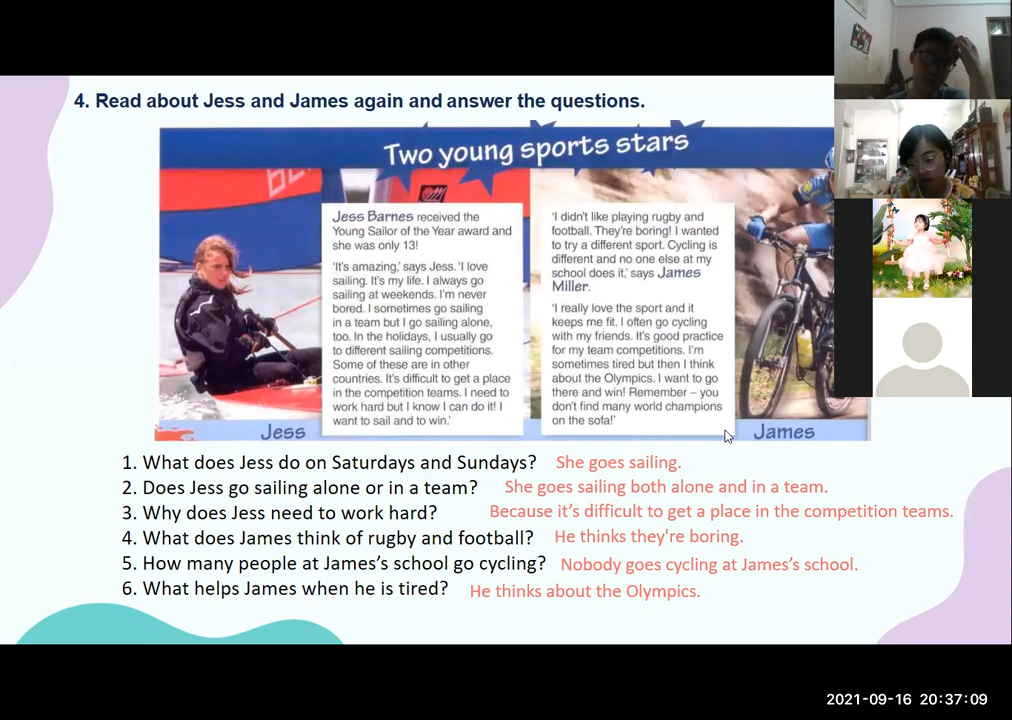 4. Read about Jess and James again and answer the questions.
Two young sports stars
Jess Barnes received the
Young Sailor of the Year award and
she was only 13!
'It's amazing,' says Jess. 'I love
sailing. It's my life. I always go
sailing at weekends. I'm never
bored. I sometimes go sailing
in a team but I go sailing alone,
too. In the holidays, I usually go
to different sailing competitions.
Some of these are in other
countries. It's difficult to get a place
in the competition teams. I need to
work hard but I know I can do it! I
want to sail and to win.'
Jess
'I didn't like playing rugby and
football. They're boring! I wanted
to try a different sport. Cycling is
different and no one else at my
school does it,' says James
Miller.
'I really love the sport and it
keeps me fit. I often go cycling
with my friends. It's good practice
for my team competitions. I'm
sometimes tired but then I think
about the Olympics. I want to go
there and win! Remember – you
don't find many world champions
on the sofa!'
James
1. What does Jess do on Saturdays and Sundays? She goes sailing.
2. Does Jess go sailing alone or in a team? She goes sailing both alone and in a team.
3. Why does Jess need to work hard? Because it's difficult to get a place in the competition teams.
4. What does James think of rugby and football? He thinks they're boring.
5. How many people at James's school go cycling? Nobody goes cycling at James's school.
6. What helps James when he is tired? He thinks about the Olympics.
2021-09-16 20:37:09